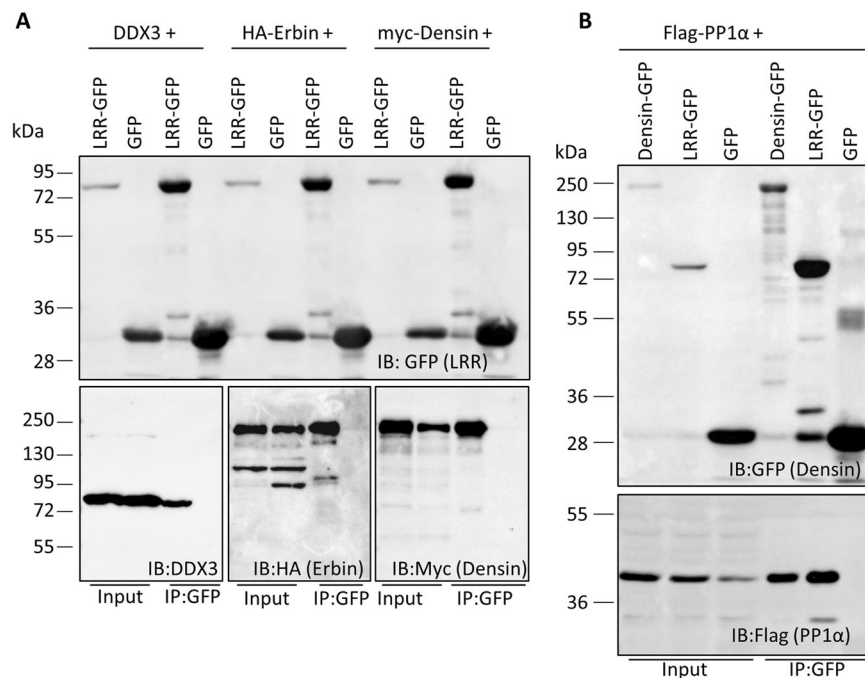 A
DDX3 + HA-Erbin + myc-Densin +
LRR-GFP GFP LRR-GFP GFP LRR-GFP GFP LRR-GFP GFP LRR-GFP GFP LRR-GFP GFP
kDa
95
72
55
36
28
IB: GFP (LRR)
250
130
95
72
55
IB:DDX3 IB:HA (Erbin) IB:Myc (Densin)
Input IP:GFP Input IP:GFP Input IP:GFP
B
Flag-PP1α +
Densin-GFP LRR-GFP GFP Densin-GFP LRR-GFP GFP
kDa
250
130
95
72
55
36
28
IB:GFP (Densin)
55
36
IB:Flag (PP1α)
Input IP:GFP